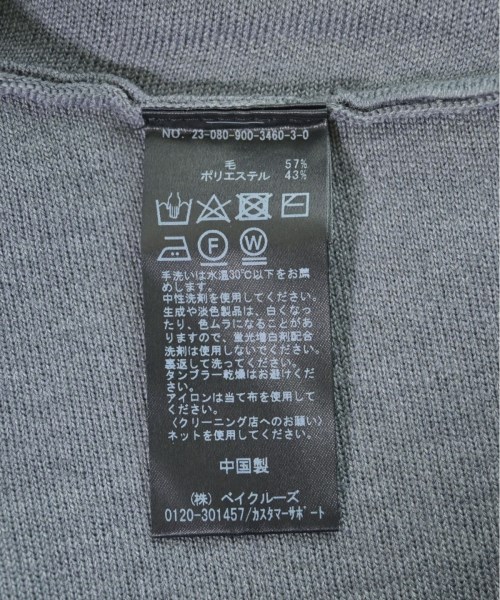 NO. 23-080-900-3460-3-0
毛 57%
ポリエステル 43%
F W
手洗いは水温30℃以下をお薦
めします。
中性洗剤を使用してください。
生成や淡色製品は、白くなっ
たり、色ムラになることがあ
りますので、蛍光増白剤配合
洗剤は使用しないでください。
裏返して洗ってください。
タンブラー乾燥はお避けくだ
さい。
アイロンは当て布を使用してく
ださい。
〈クリーニング店へのお願い〉
ネットを使用してください。
中国製
(株) ベイクルーズ
0120-301457/カスタマーサポート